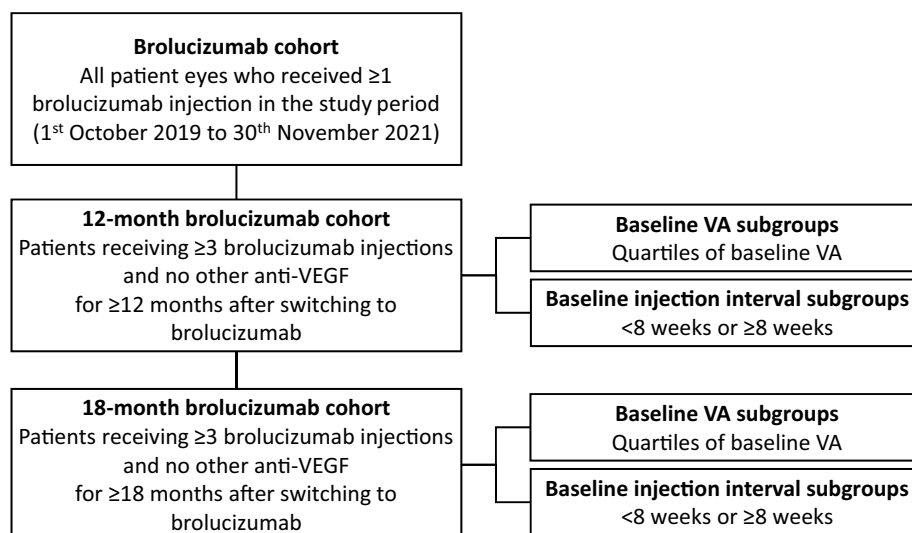 Brolucizumab cohort
All patient eyes who received ≥1
brolucizumab injection in the study period
(1st October 2019 to 30th November 2021)
12-month brolucizumab cohort
Patients receiving ≥3 brolucizumab injections
and no other anti-VEGF
for ≥12 months after switching to
brolucizumab
Baseline VA subgroups
Quartiles of baseline VA
Baseline injection interval subgroups
<8 weeks or ≥8 weeks
18-month brolucizumab cohort
Patients receiving ≥3 brolucizumab injections
and no other anti-VEGF
for ≥18 months after switching to
brolucizumab
Baseline VA subgroups
Quartiles of baseline VA
Baseline injection interval subgroups
<8 weeks or ≥8 weeks